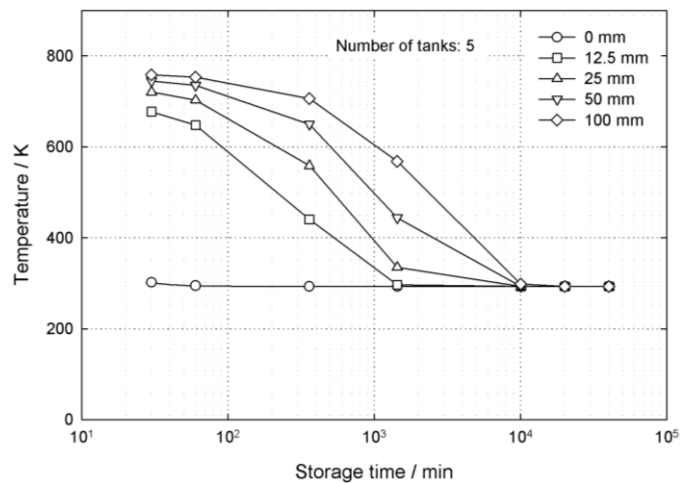 800
600
400
200
0
Temperature / K
Number of tanks: 5
0 mm
12.5 mm
25 mm
50 mm
100 mm
10¹
10²
10³
10⁴
10⁵
Storage time / min